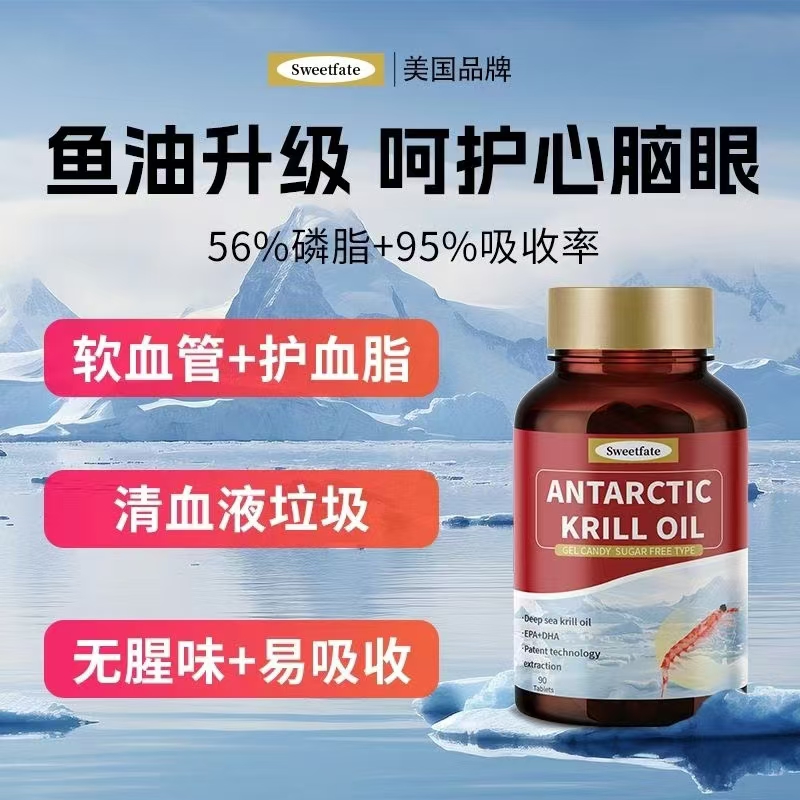 Sweetfate
美国品牌
鱼油升级 呵护心脑眼
56%磷脂+95%吸收率
软血管+护血脂
清血液垃圾
无腥味+易吸收
Sweetfate
ANTARCTIC
KRILL OIL
GEL CANDY SUGAR FREE TYPE
·Deep sea krill oil
·EPA+DHA
·Patent technology
extraction
90
Tablets